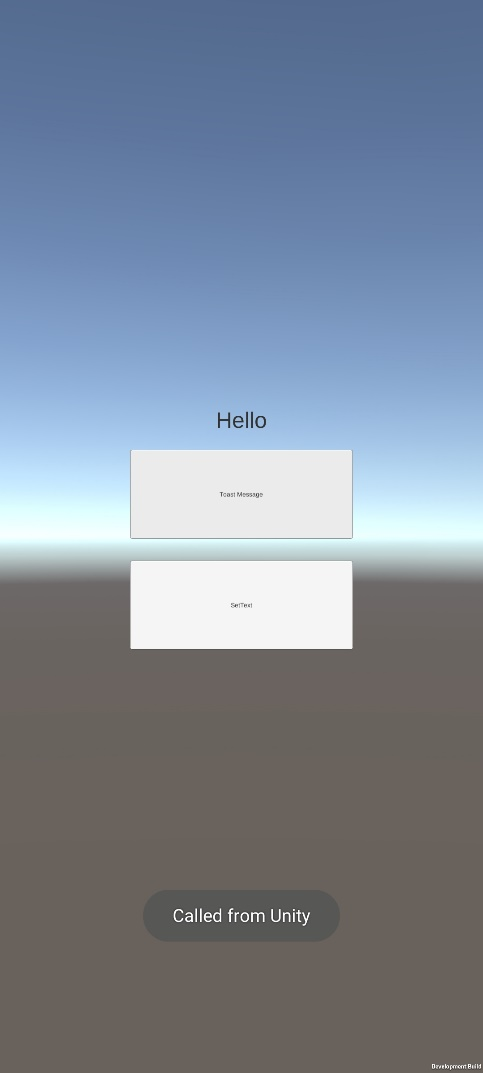 Hello
Toast Message
SetText
Called from Unity
Development Build